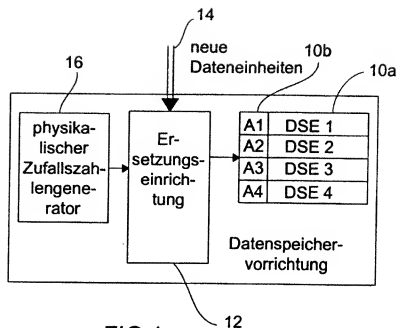 14
neue
Dateneinheiten
16
10b
10a
physika-
lischer
Zufallszah-
lengene-
rator
Er-
setzungs-
einrich-
tung
A1 DSE 1
A2 DSE 2
A3 DSE 3
A4 DSE 4
Datenspeicher-
vorrichtung
12